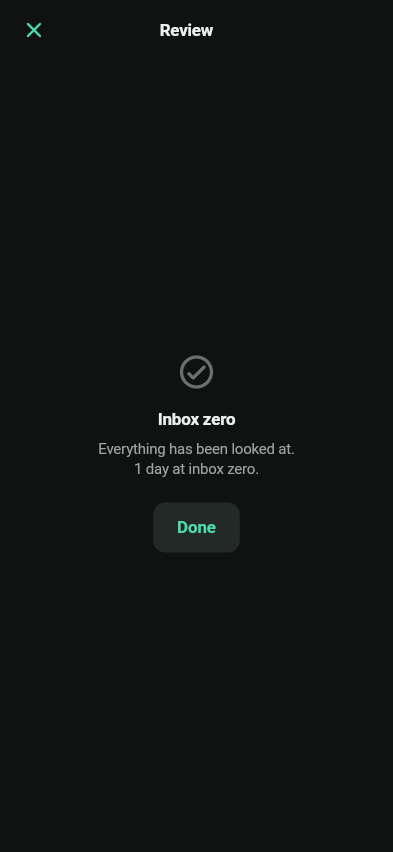 Review
Inbox zero
Everything has been looked at.
1 day at inbox zero.
Done